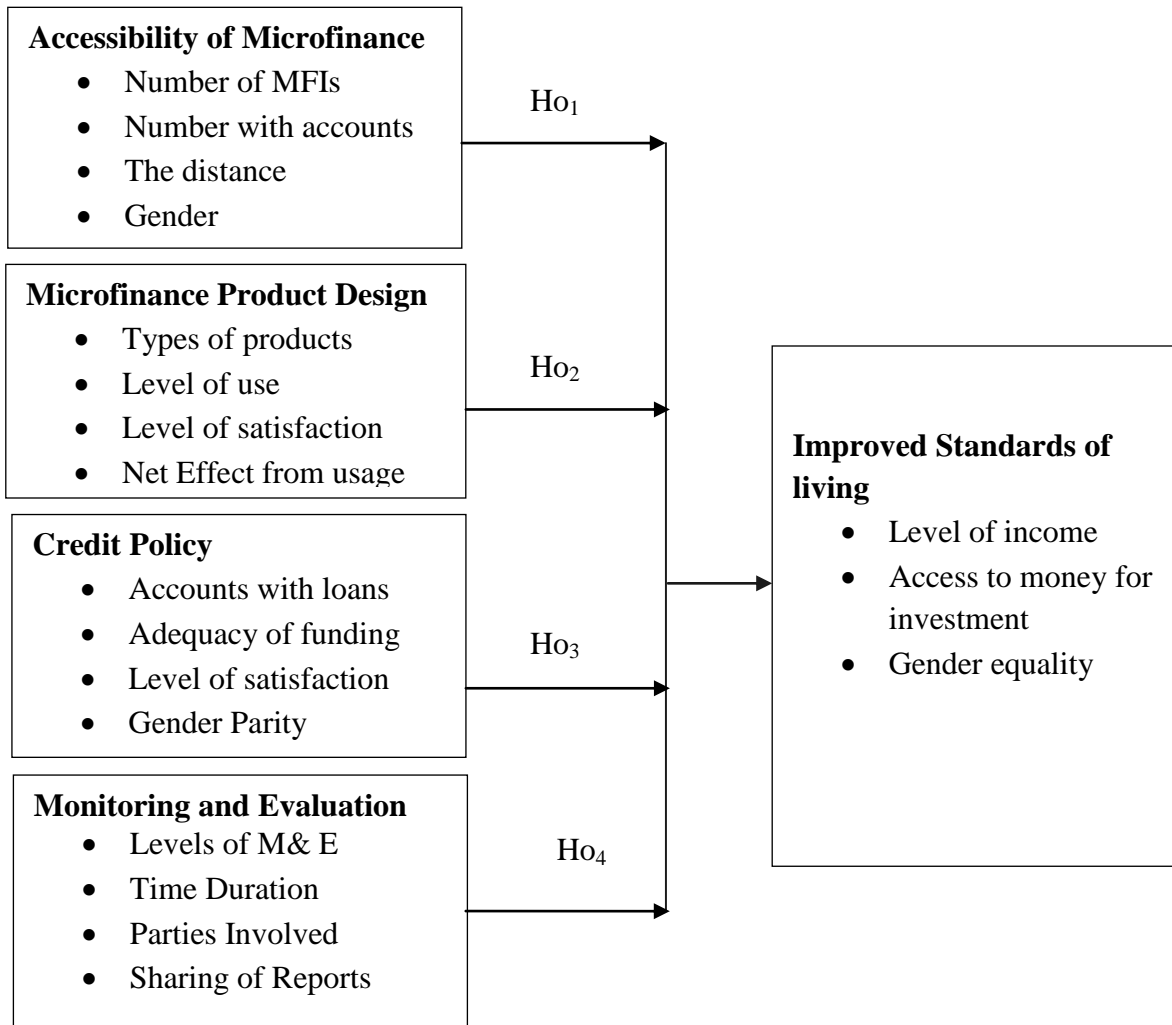 Accessibility of Microfinance
• Number of MFIs
• Number with accounts
• The distance
• Gender
Ho1
Microfinance Product Design
• Types of products
• Level of use
• Level of satisfaction
• Net Effect from usage
Ho2
Credit Policy
• Accounts with loans
• Adequacy of funding
• Level of satisfaction
• Gender Parity
Ho3
Monitoring and Evaluation
• Levels of M& E
• Time Duration
• Parties Involved
• Sharing of Reports
Ho4
Improved Standards of
living
• Level of income
• Access to money for
investment
• Gender equality